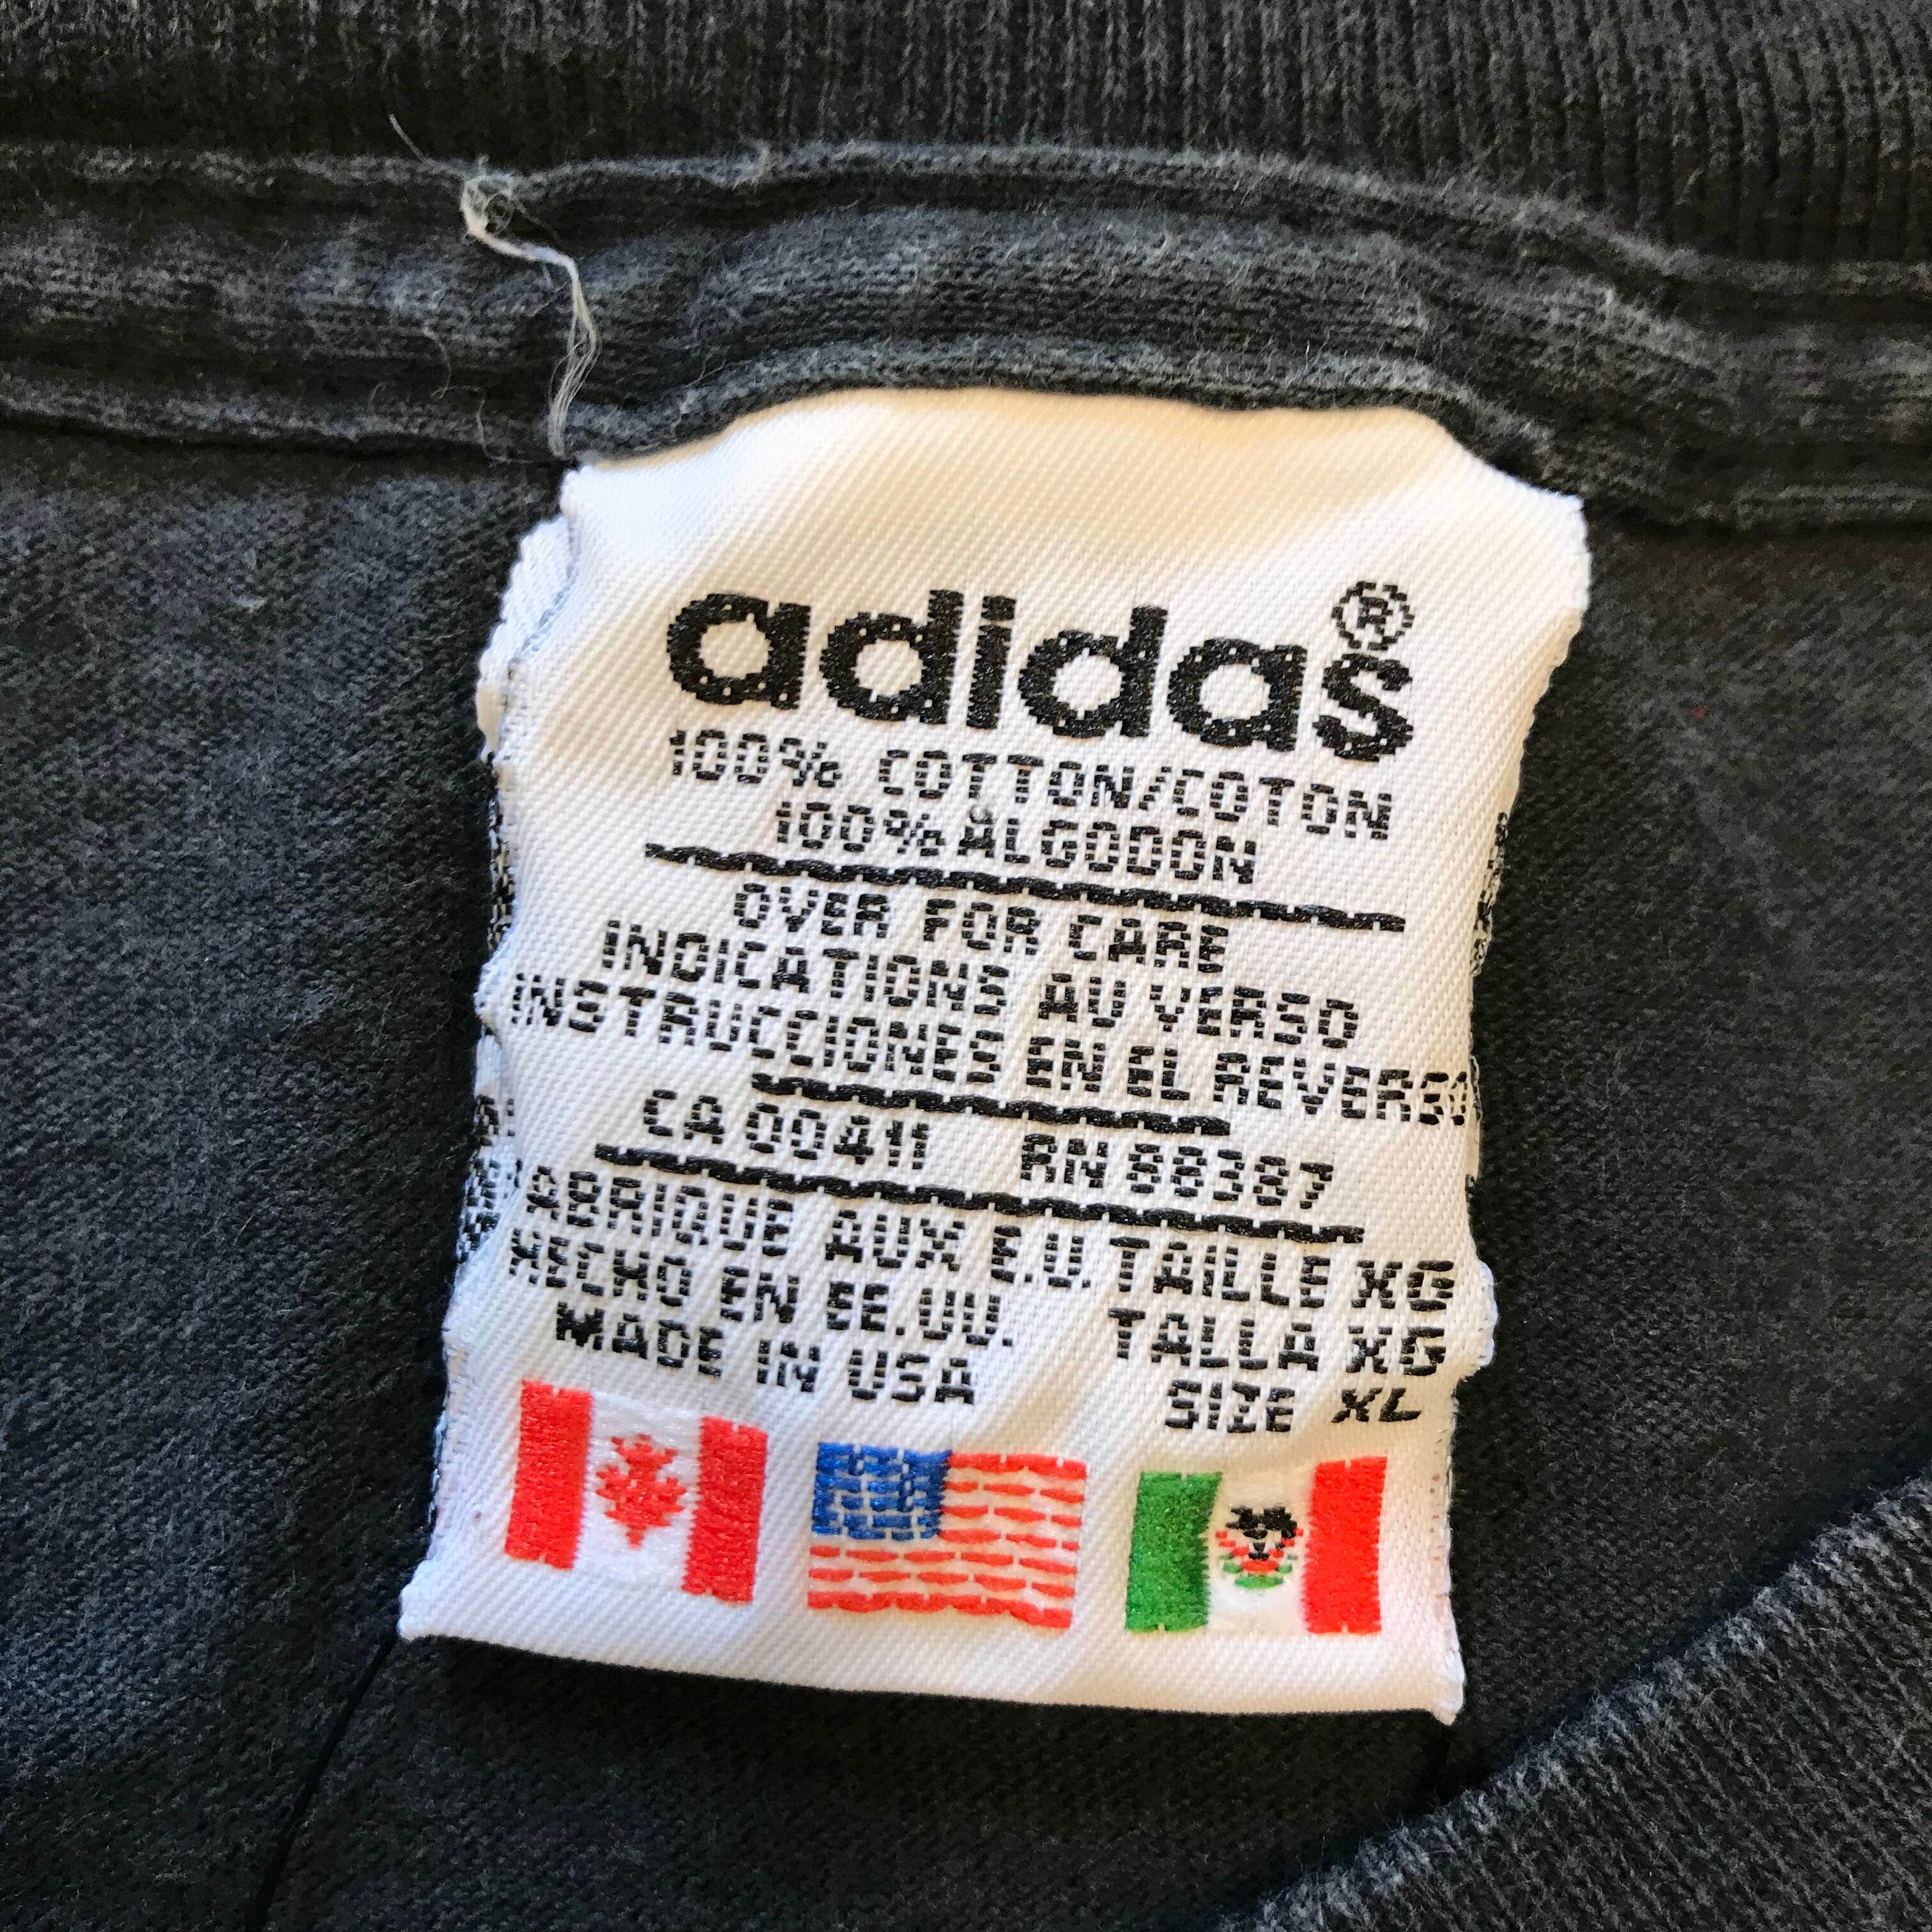 adidas®
100% COTTON/COTON
100% ALGODON
OVER FOR CARE
INDICATIONS AU VERSO
INSTRUCCIONES EN EL REVERSO
CA 00411 RN 88387
FABRIQUE AUX E.U. TAILLE XG
HECHO EN EE.UU. TALLA XG
MADE IN USA SIZE XL